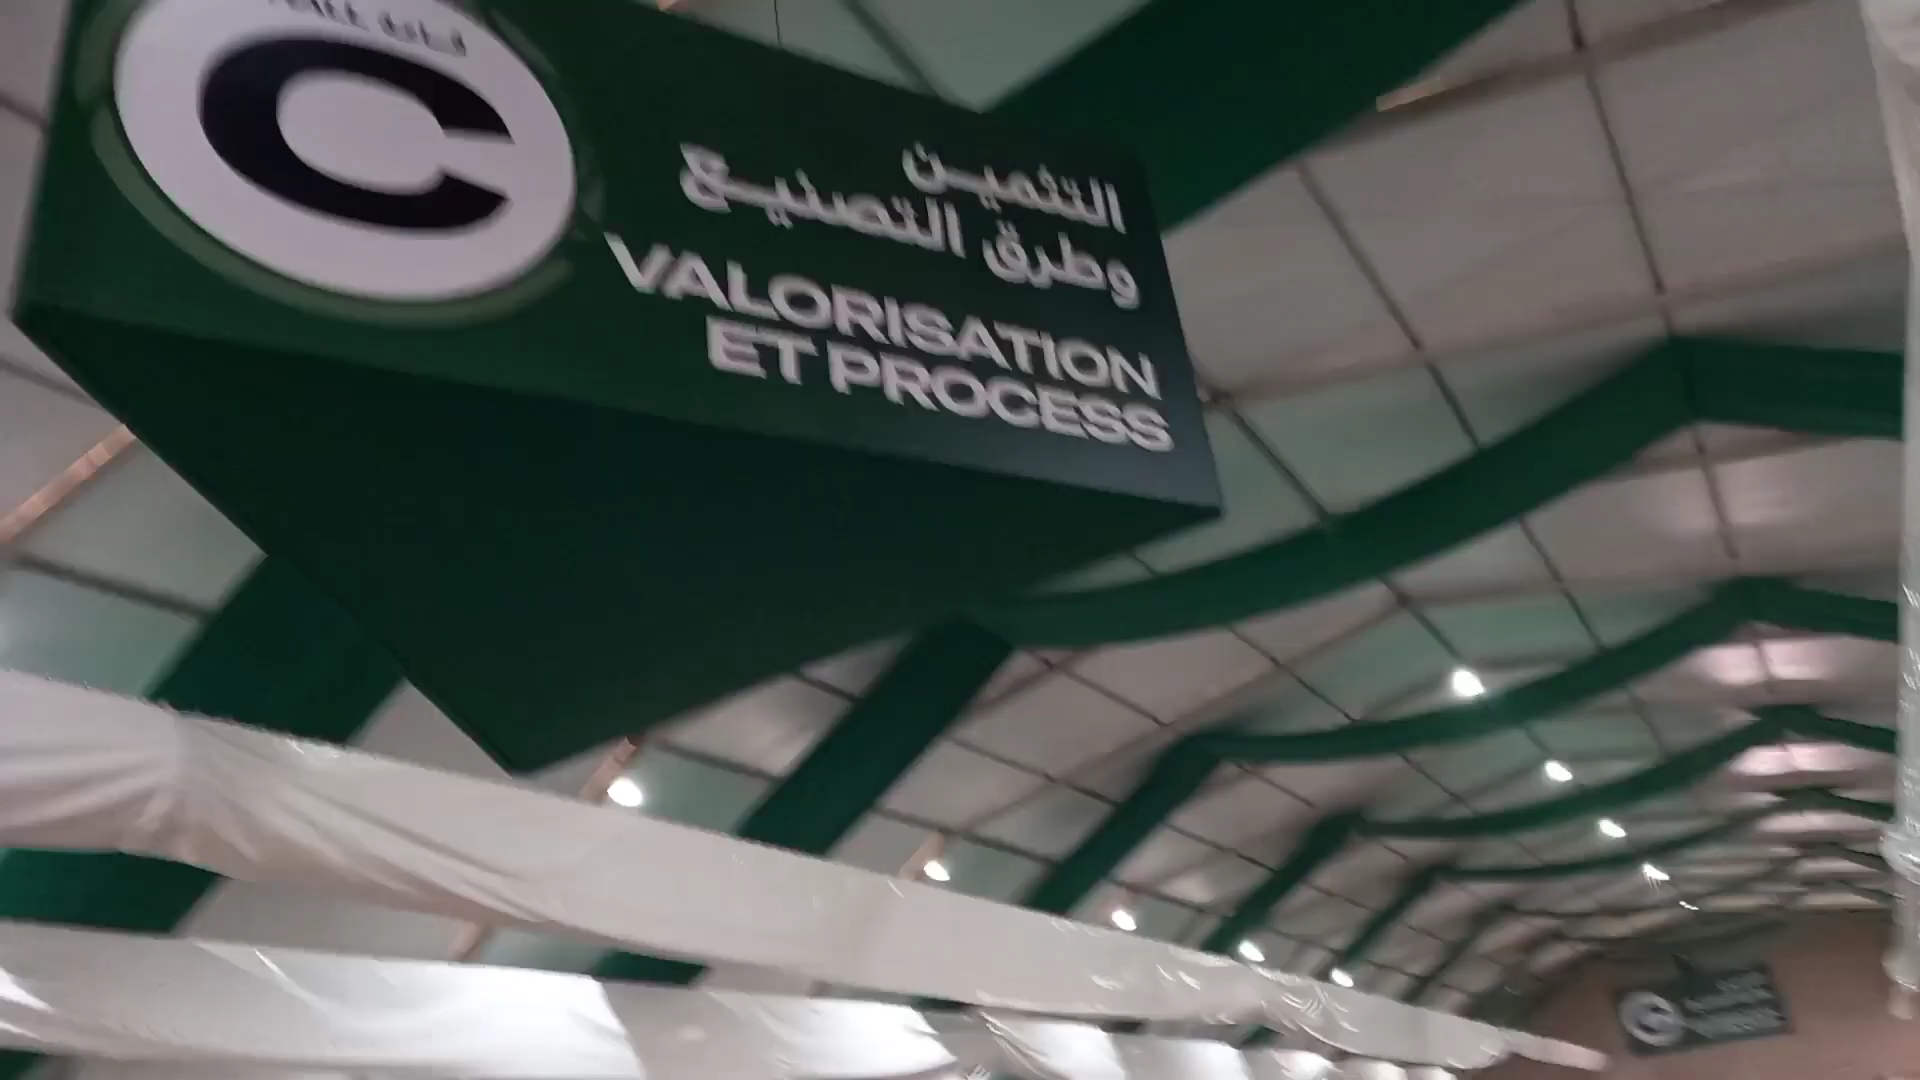 C
التثمين
وطرق التصنيع
VALORISATION
ET PROCESS